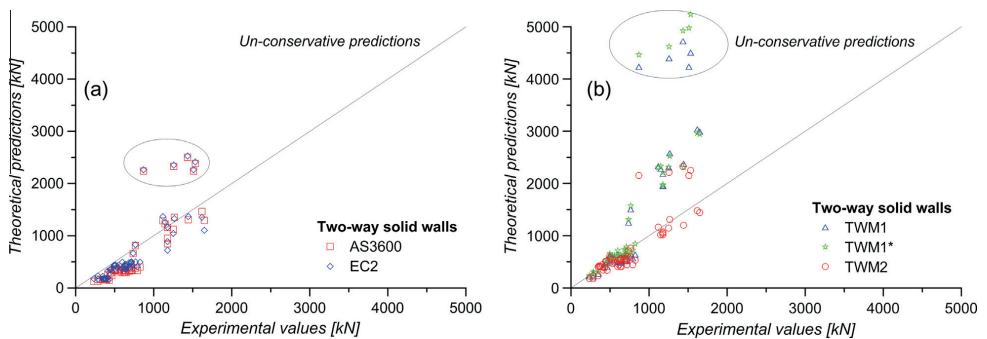 5000
4000
3000
2000
1000
0
Theoretical predictions [kN]
(a)
Un-conservative predictions
Two-way solid walls
AS3600
EC2
0 1000 2000 3000 4000 5000
Experimental values [kN]
5000
4000
3000
2000
1000
0
Theoretical predictions [kN]
(b)
Un-conservative predictions
Two-way solid walls
TWM1
TWM1*
TWM2
0 1000 2000 3000 4000 5000
Experimental values [kN]